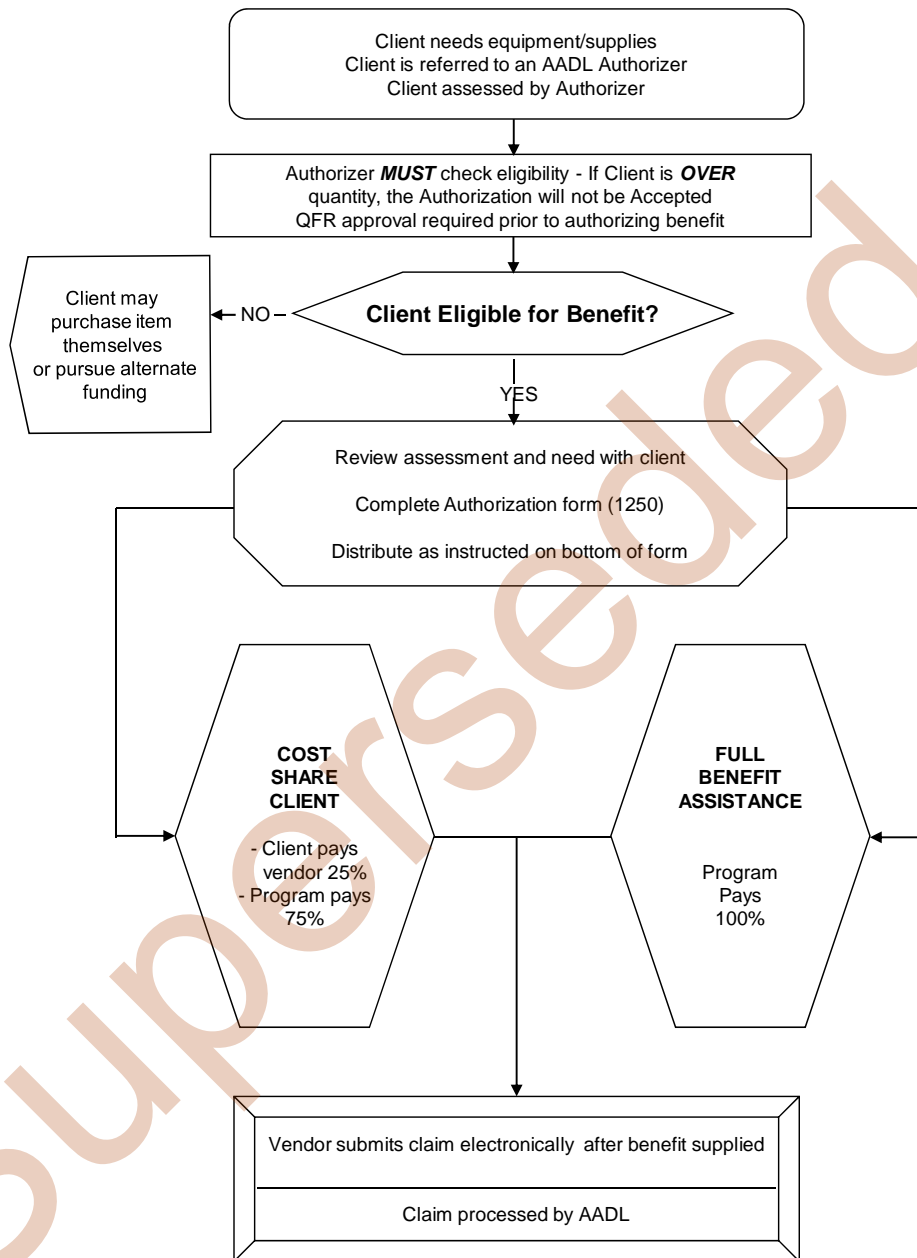 Client needs equipment/supplies
Client is referred to an AADL Authorizer
Client assessed by Authorizer
Authorizer MUST check eligibility - If Client is OVER
quantity, the Authorization will not be Accepted
QFR approval required prior to authorizing benefit
Client Eligible for Benefit?
NO
Client may
purchase item
themselves
or pursue alternate
funding
YES
Review assessment and need with client
Complete Authorization form (1250)
Distribute as instructed on bottom of form
COST
SHARE
CLIENT
- Client pays
vendor 25%
- Program pays
75%
FULL
BENEFIT
ASSISTANCE
Program
Pays
100%
Vendor submits claim electronically after benefit supplied
Claim processed by AADL
Superseded